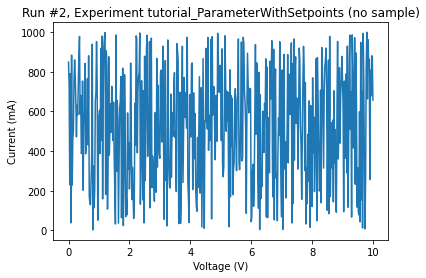 Run #2, Experiment tutorial_ParameterWithSetpoints (no sample)
1000
800
600
400
200
0
Current (mA)
0 2 4 6 8 10
Voltage (V)